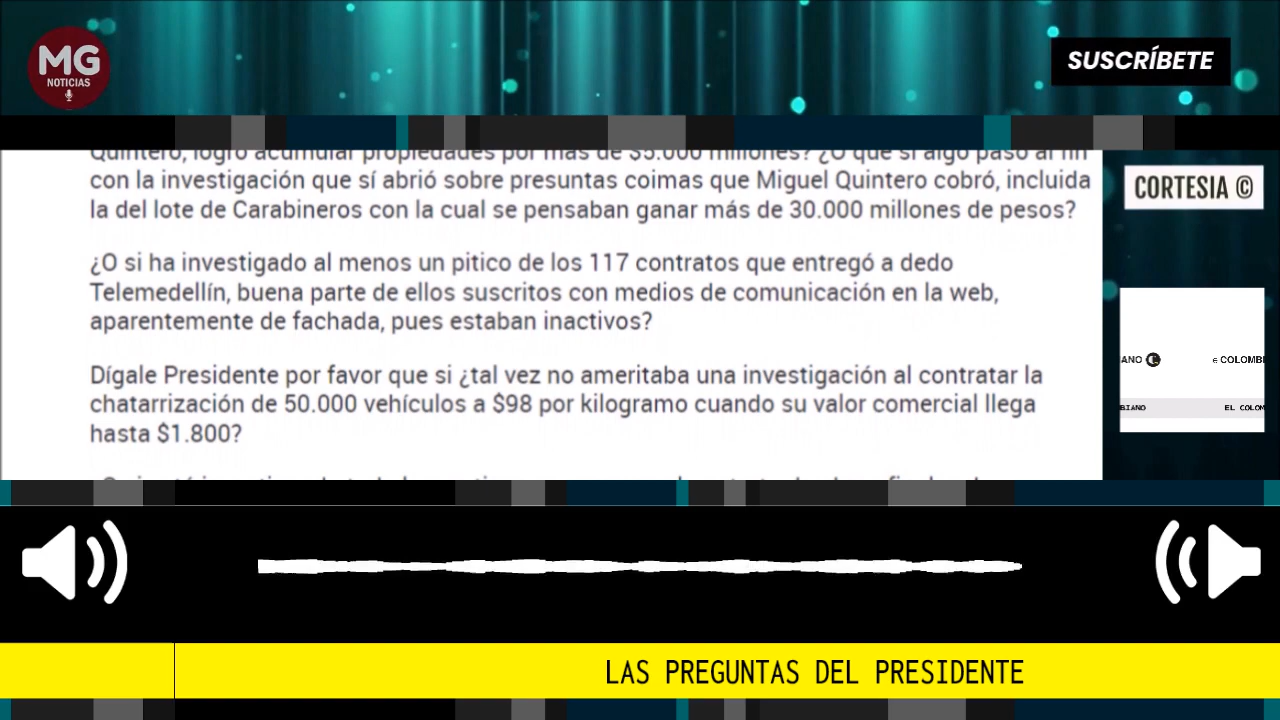 MG
NOTICIAS
SUSCRÍBETE
Quintero, logró acumular propiedades por más de $5.000 millones? ¿O qué si algo pasó al fin
con la investigación que sí abrió sobre presuntas coimas que Miguel Quintero cobró, incluida
la del lote de Carabineros con la cual se pensaban ganar más de 30.000 millones de pesos?
¿O si ha investigado al menos un pitico de los 117 contratos que entregó a dedo
Telemedellín, buena parte de ellos suscritos con medios de comunicación en la web,
aparentemente de fachada, pues estaban inactivos?
Dígale Presidente por favor que si ¿tal vez no ameritaba una investigación al contratar la
chatarrización de 50.000 vehículos a $98 por kilogramo cuando su valor comercial llega
hasta $1.800?
CORTESIA ©
ANO
COLOMBI
BIANO
EL COLOM
LAS PREGUNTAS DEL PRESIDENTE